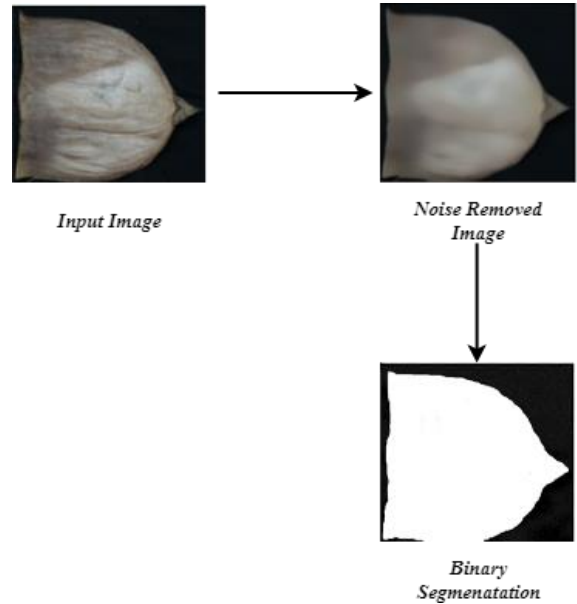 Input Image
Noise Removed
Image
Binary
Segmenatation